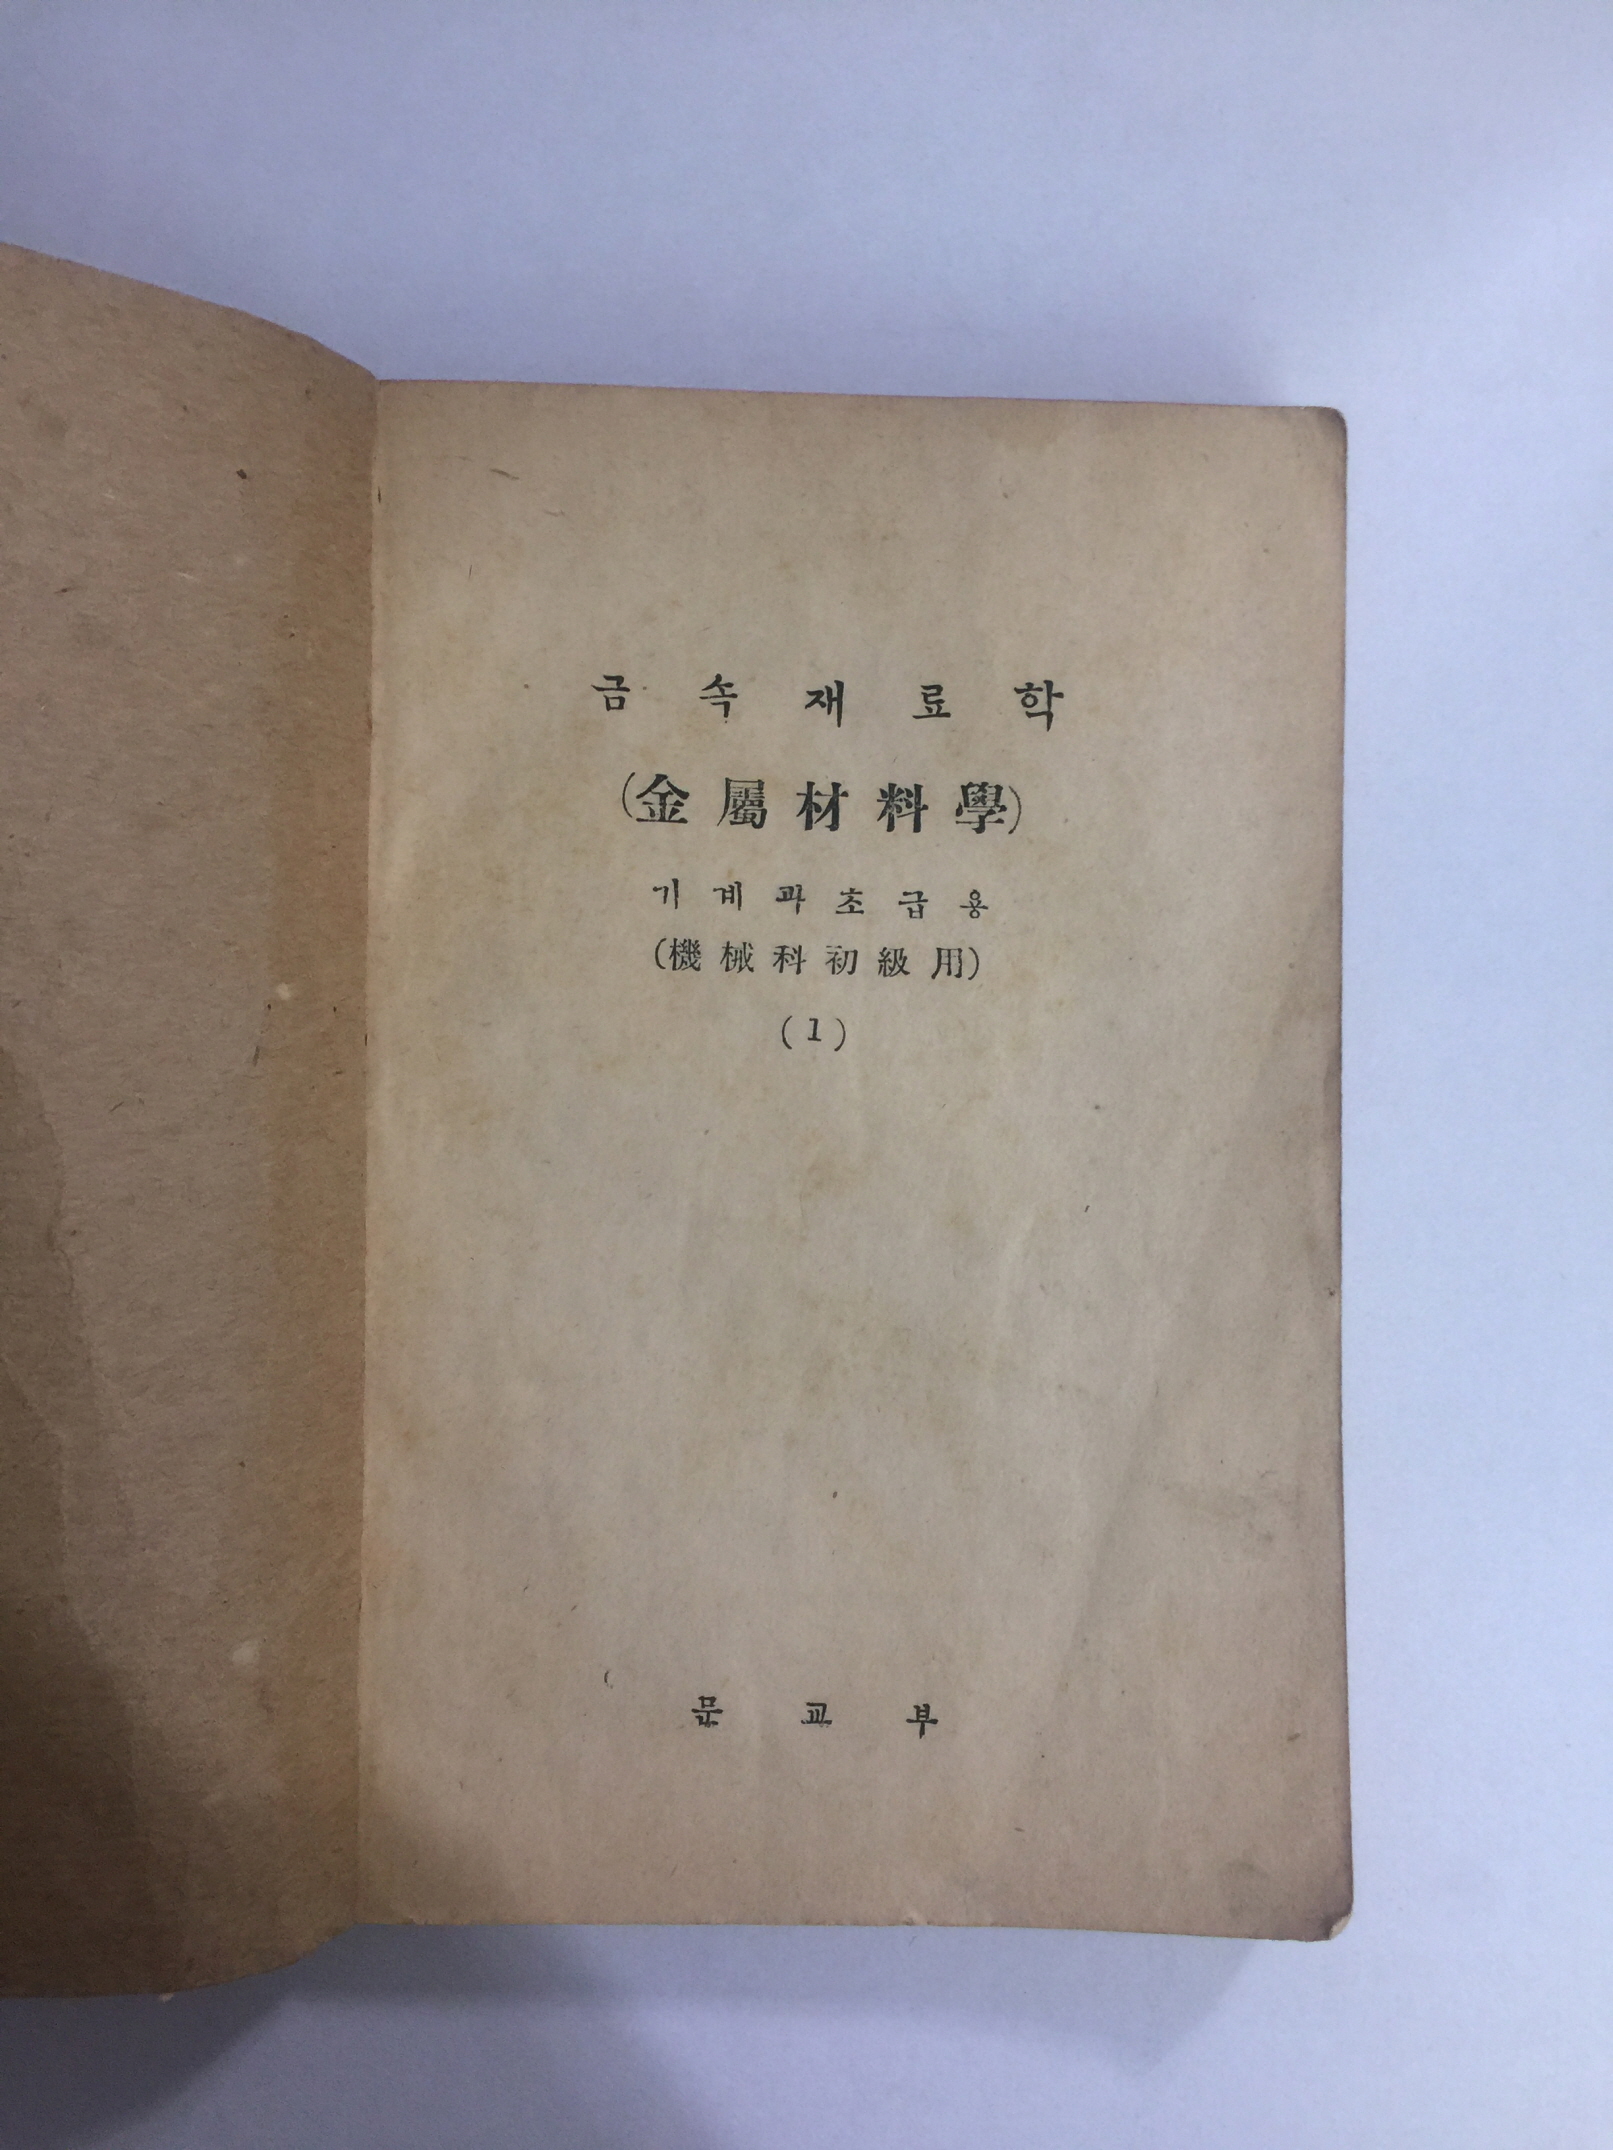 금속재료학
(金屬材料學)
기계과초급용
(機械科初級用)
(1)
문교부